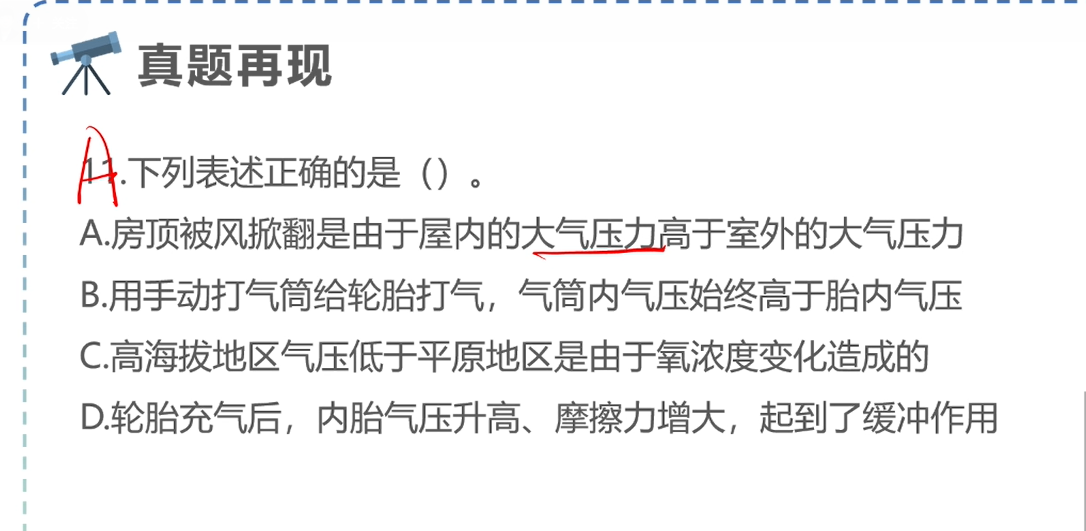 真题再现
A
11.下列表述正确的是（）。
A.房顶被风掀翻是由于屋内的大气压力高于室外的大气压力
B.用手动打气筒给轮胎打气，气筒内气压始终高于胎内气压
C.高海拔地区气压低于平原地区是由于氧浓度变化造成的
D.轮胎充气后，内胎气压升高、摩擦力增大，起到了缓冲作用